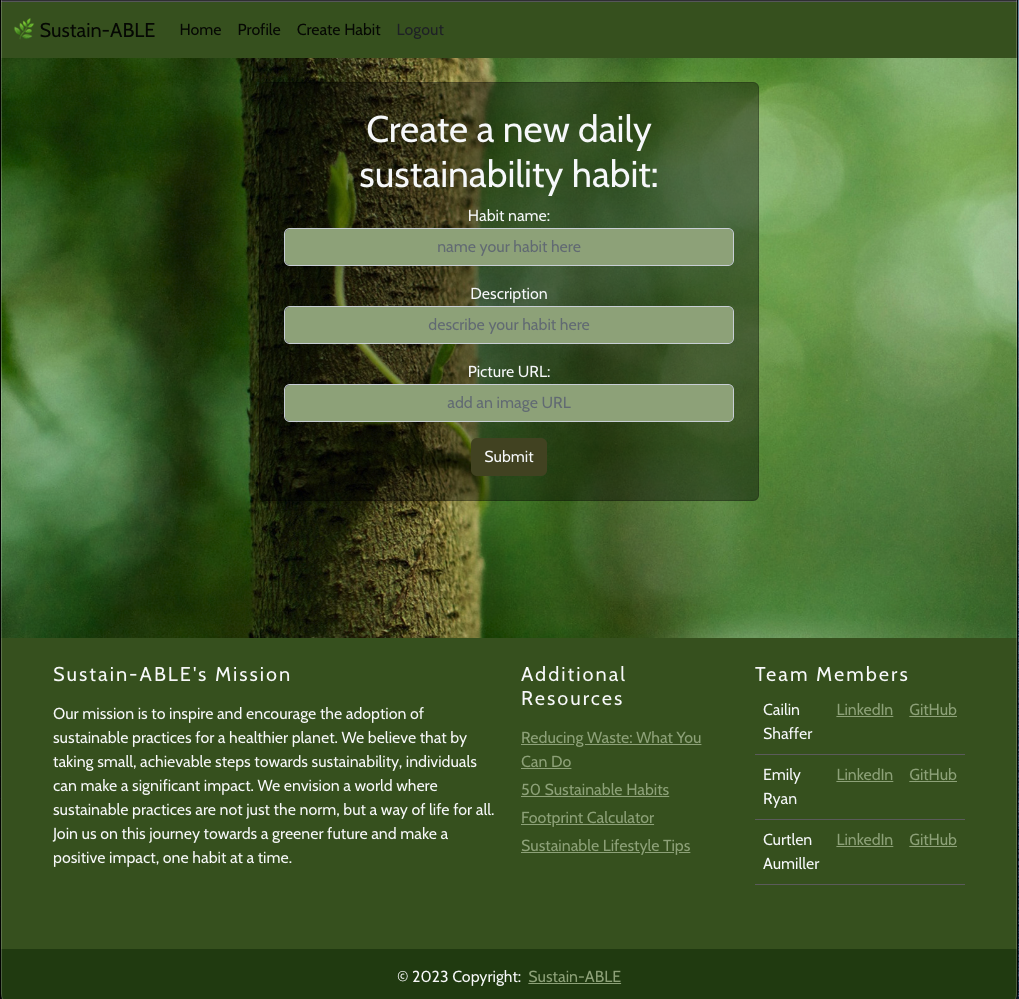 Sustain-ABLE Home Profile Create Habit Logout
Create a new daily
sustainability habit:
Habit name:
name your habit here
Description
describe your habit here
Picture URL:
add an image URL
Submit
Sustain-ABLE's Mission
Our mission is to inspire and encourage the adoption of
sustainable practices for a healthier planet. We believe that by
taking small, achievable steps towards sustainability, individuals
can make a significant impact. We envision a world where
sustainable practices are not just the norm, but a way of life for all.
Join us on this journey towards a greener future and make a
positive impact, one habit at a time.
Additional
Resources
Reducing Waste: What You
Can Do
50 Sustainable Habits
Footprint Calculator
Sustainable Lifestyle Tips
Team Members
Cailin LinkedIn GitHub
Shaffer
Emily LinkedIn GitHub
Ryan
Curtlen LinkedIn GitHub
Aumiller
© 2023 Copyright: Sustain-ABLE